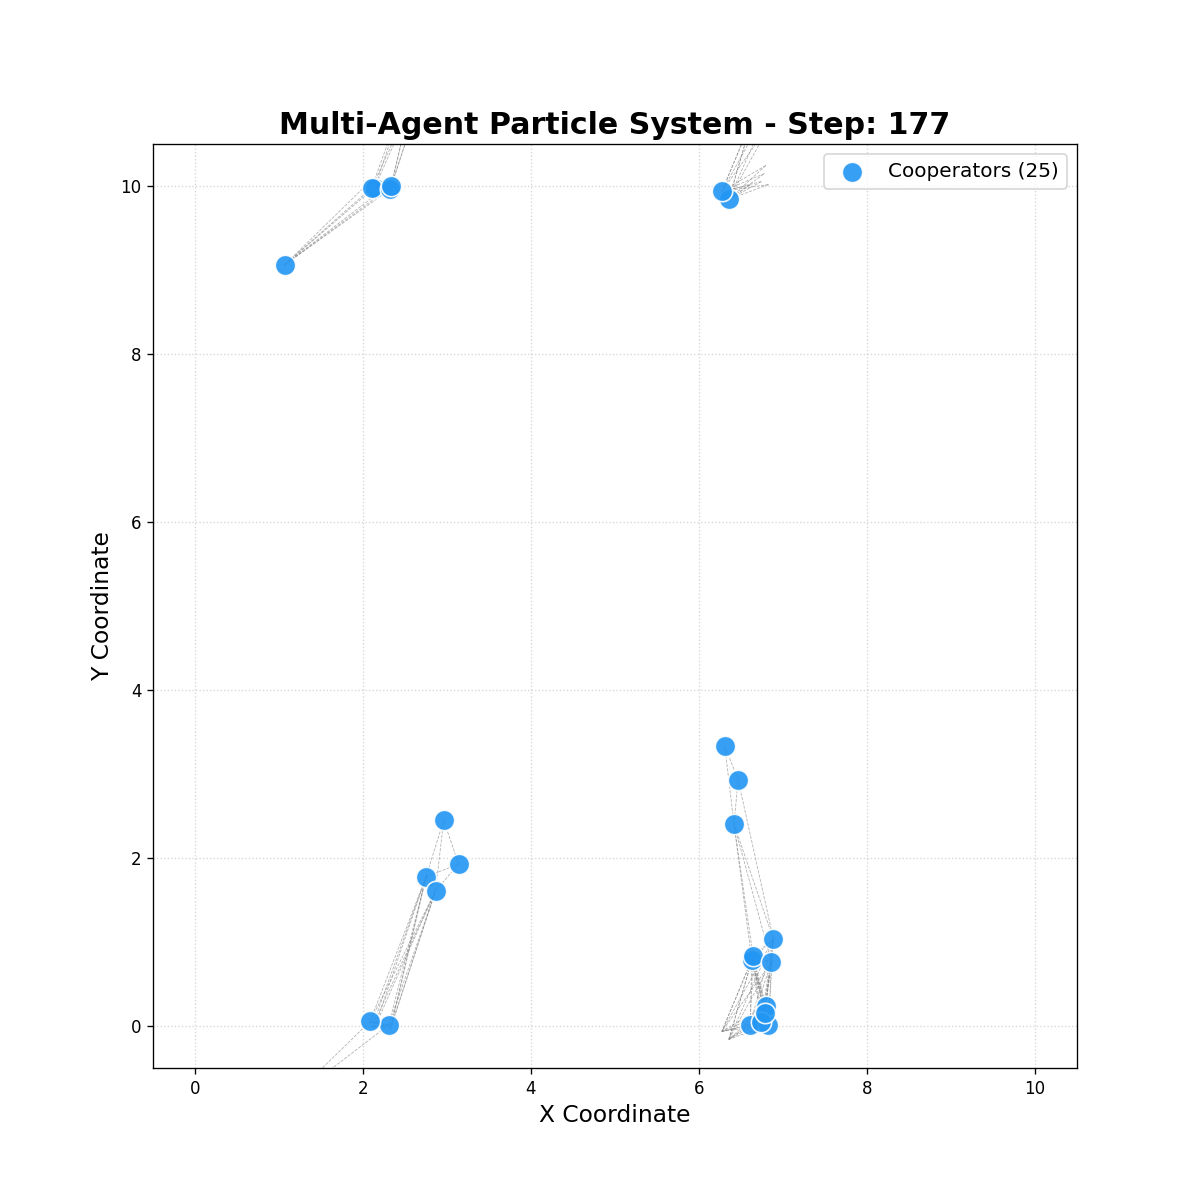 Multi-Agent Particle System - Step: 177
Cooperators (25)
10
8
6
4
2
0
Y Coordinate
0 2 4 6 8 10
X Coordinate